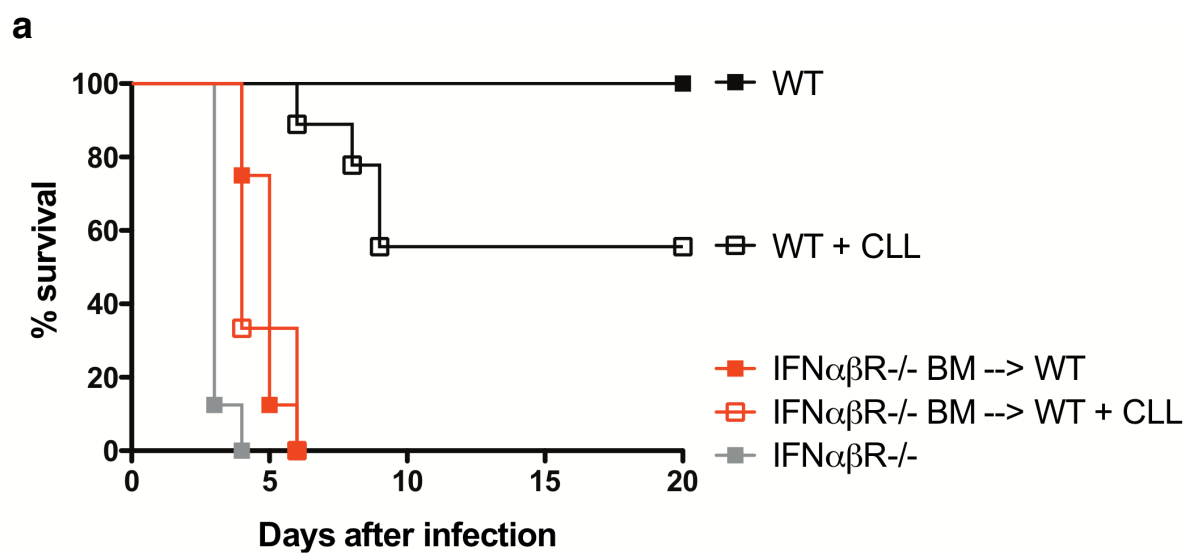 a
% survival
100
80
60
40
20
0
0 5 10 15 20
Days after infection
WT
WT + CLL
IFNαβR-/- BM --> WT
IFNαβR-/- BM --> WT + CLL
IFNαβR-/-